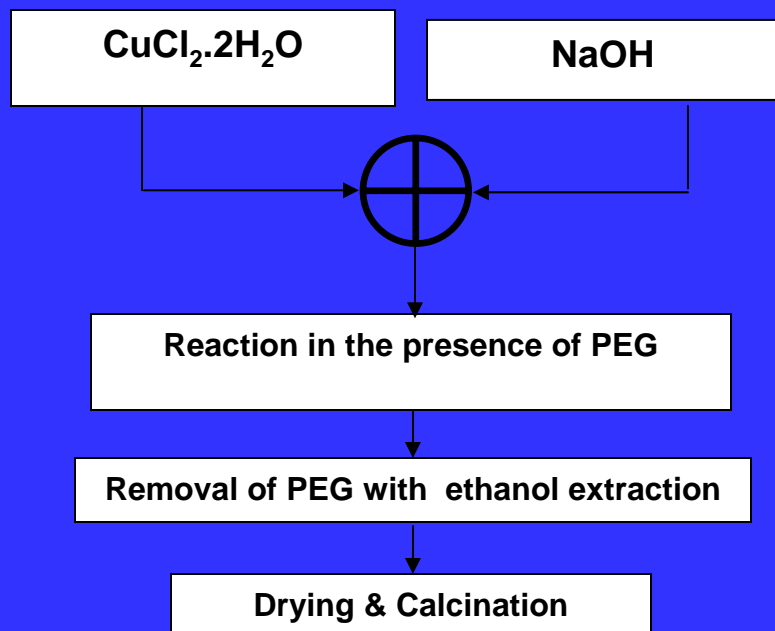 CuCl₂.2H₂O
NaOH
Reaction in the presence of PEG
Removal of PEG with ethanol extraction
Drying & Calcination